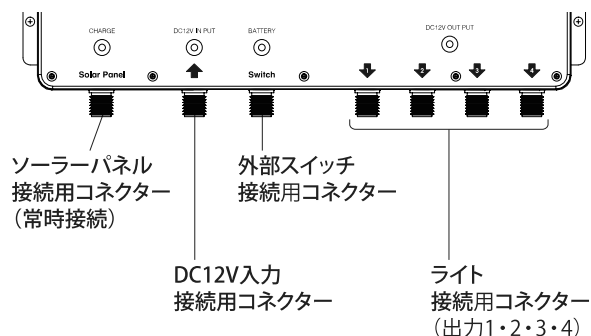 CHARGE
DC12V IN PUT
BATTERY
DC12V OUT PUT
Solar Panel
Switch
1
2
3
4
ソーラーパネル
接続用コネクター
（常時接続）
外部スイッチ
接続用コネクター
DC12V入力
接続用コネクター
ライト
接続用コネクター
（出力1・2・3・4）